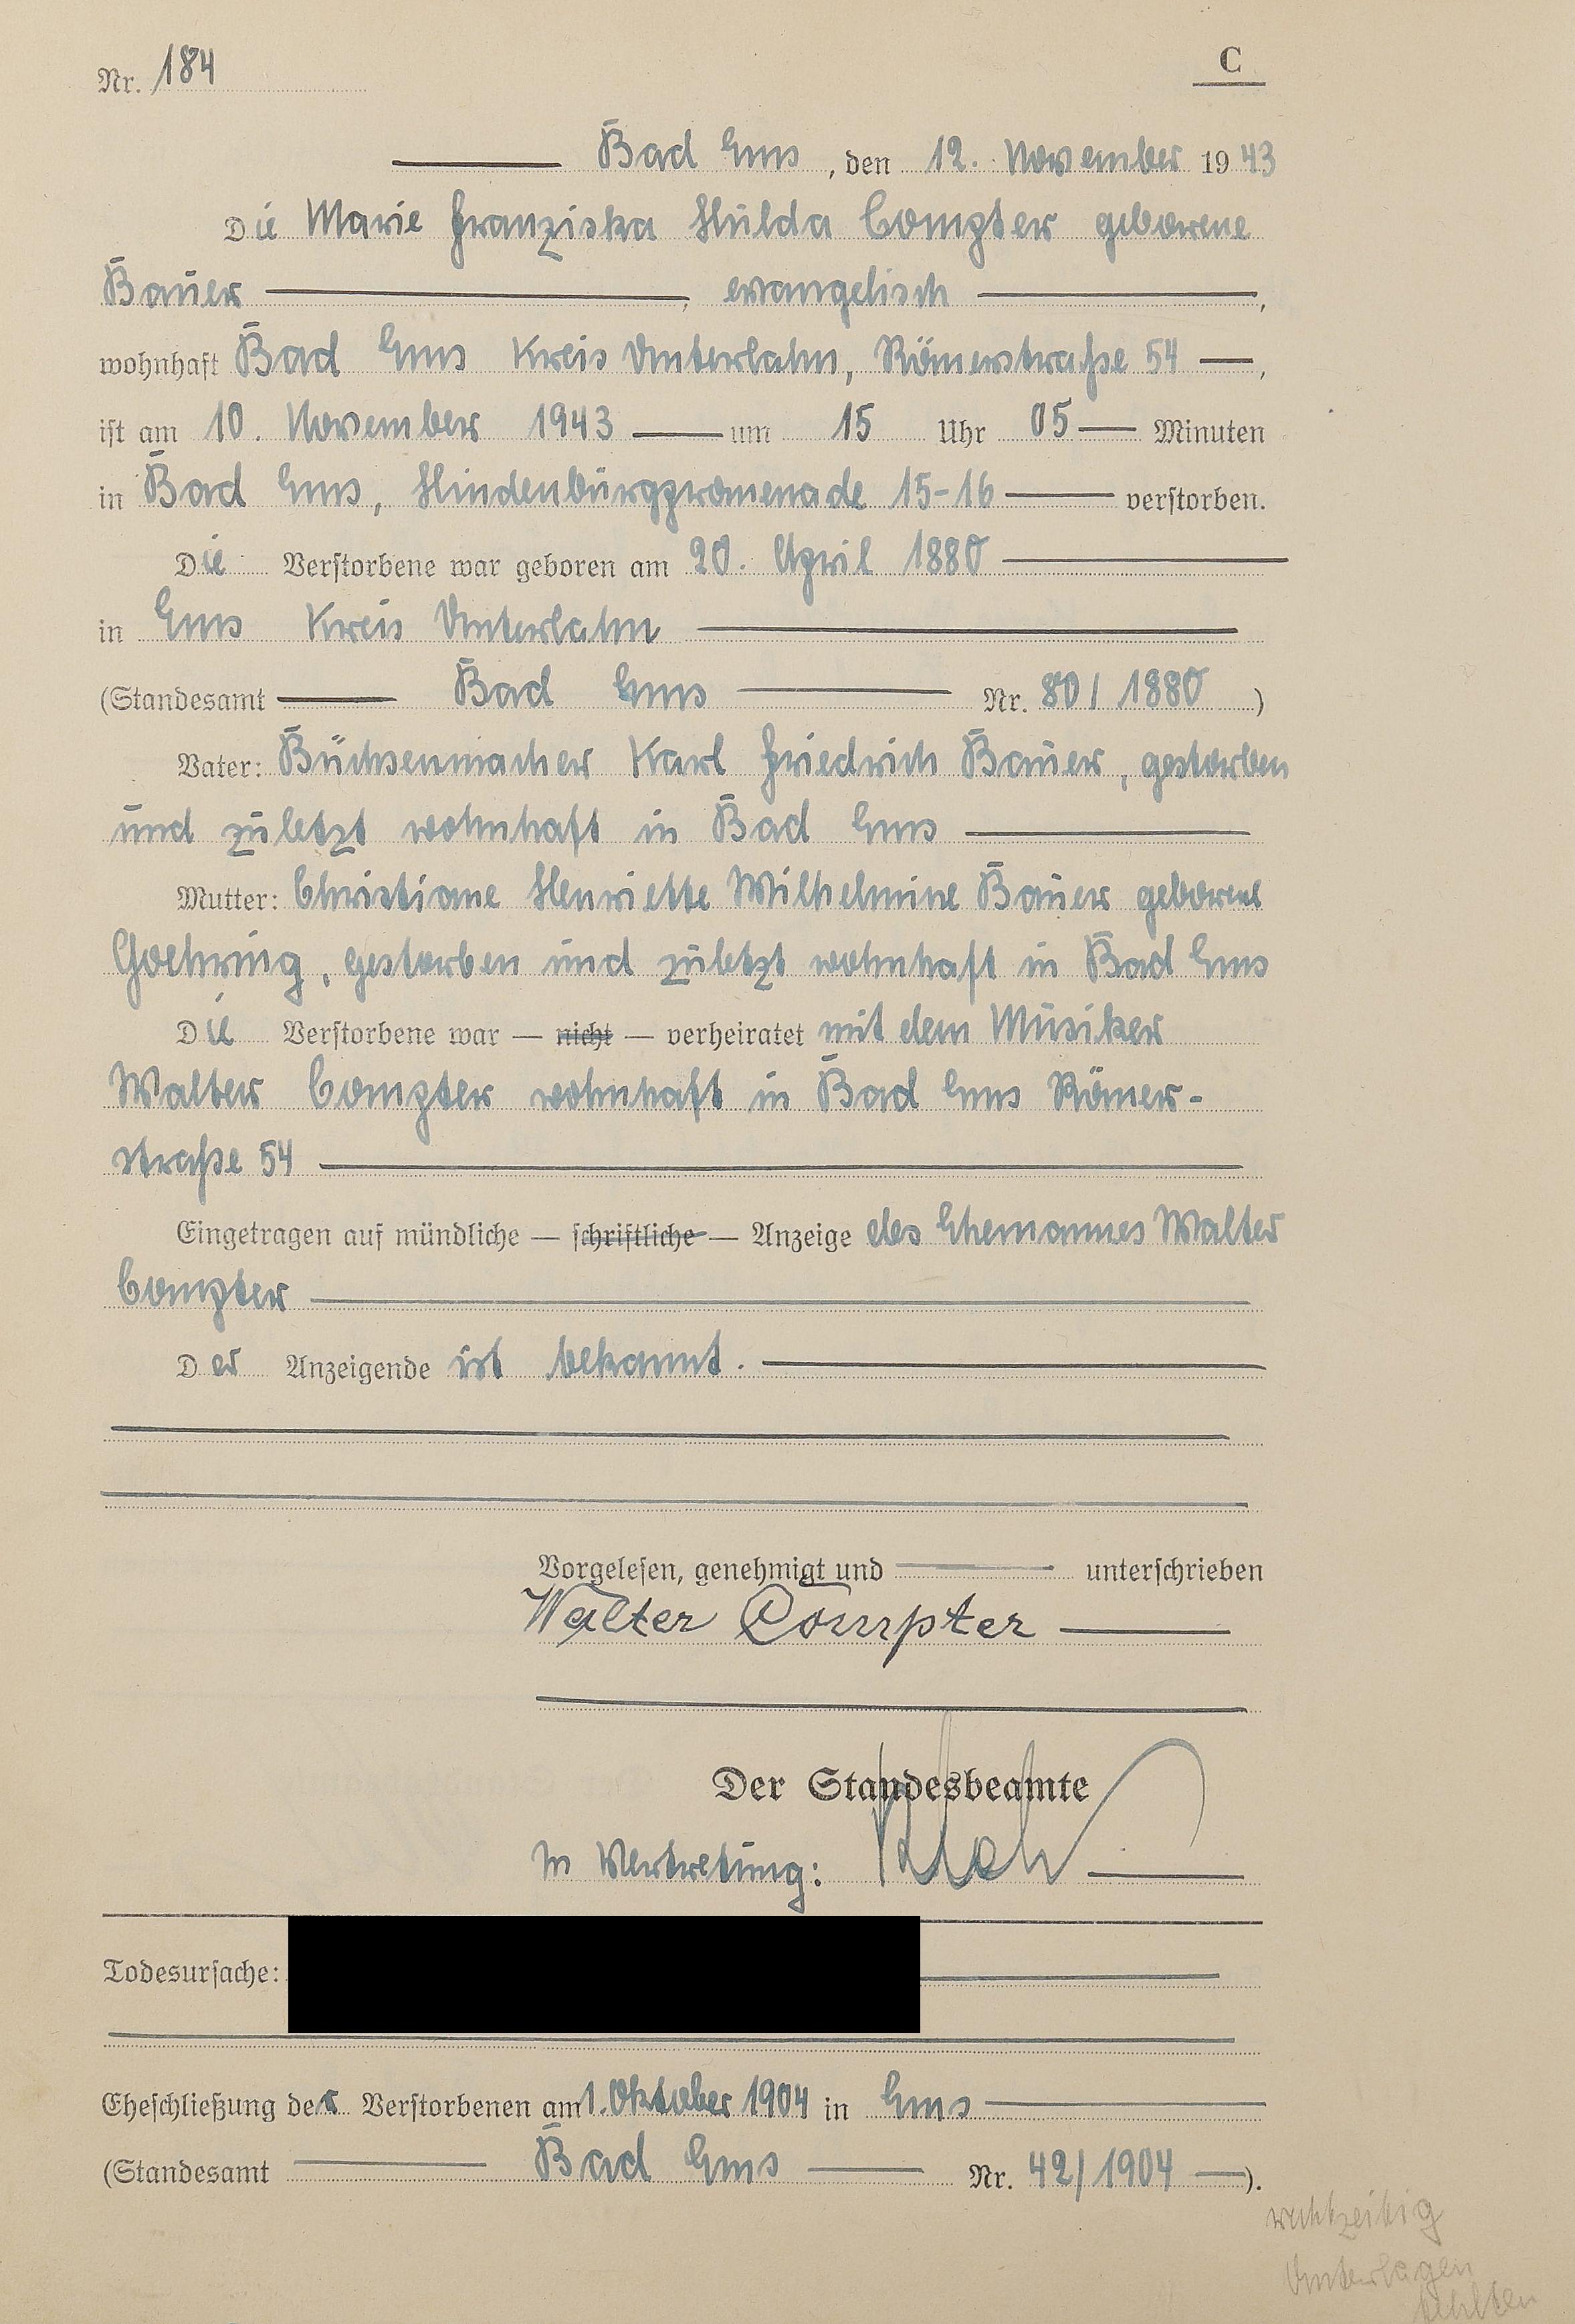 Nr. 184
C
Bad Ems, den 12. November 1943
Die Marie Franziska Hulda Compter geborene
Bauer, evangelisch,
wohnhaft Bad Ems Kreis Unterlahn, Römerstraße 54,
ist am 10. November 1943 um 15 Uhr 05 Minuten
in Bad Ems, Hindenburgpromenade 15-16 verstorben.
Die Verstorbene war geboren am 20. April 1880
in Ems Kreis Unterlahn
(Standesamt Bad Ems Nr. 80/1880)
Vater: Büchsenmacher Karl Friedrich Bauer, gestorben
und zuletzt wohnhaft in Bad Ems
Mutter: Christiane Henriette Wilhelmine Bauer geborene
Goehring, gestorben und zuletzt wohnhaft in Bad Ems
Die Verstorbene war — nicht — verheiratet mit dem Musiker
Walter Compter wohnhaft in Bad Ems Römer-
straße 54
Eingetragen auf mündliche — schriftliche — Anzeige des Ehemannes Walter
Compter
Der Anzeigende ist bekannt.
Vorgelesen, genehmigt und unterschrieben
Walter Compter
Der Standesbeamte
In Vertretung:
Todesursache:
Eheschließung der Verstorbenen am 1. Oktober 1904 in Ems
(Standesamt Bad Ems Nr. 42/1904).
rechtzeitig
Unterlagen
fehlten